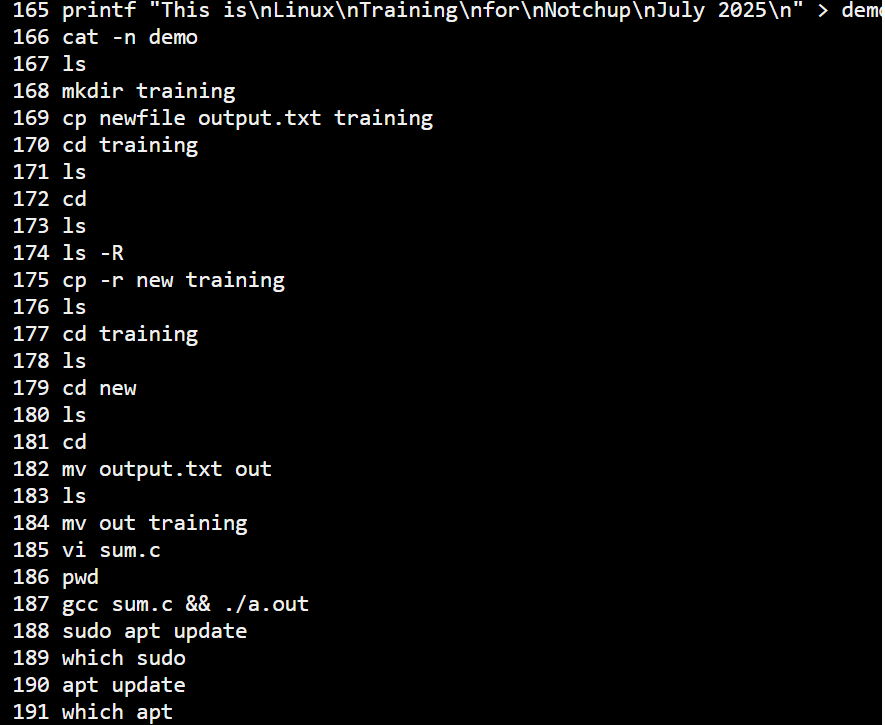 165 printf "This is\nLinux\nTraining\nfor\nNotchup\nJuly 2025\n" > demo
166 cat -n demo
167 ls
168 mkdir training
169 cp newfile output.txt training
170 cd training
171 ls
172 cd
173 ls
174 ls -R
175 cp -r new training
176 ls
177 cd training
178 ls
179 cd new
180 ls
181 cd
182 mv output.txt out
183 ls
184 mv out training
185 vi sum.c
186 pwd
187 gcc sum.c && ./a.out
188 sudo apt update
189 which sudo
190 apt update
191 which apt